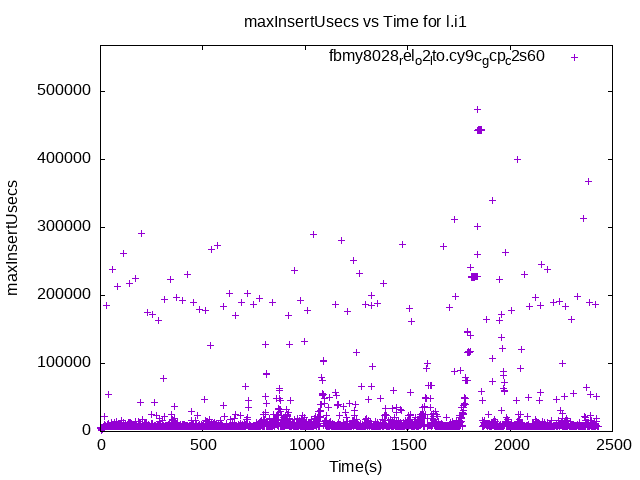 maxInsertUsecs vs Time for l.i1
fbmy8028rel_o2_lto.cy9c_gcp_c2s60
500000
400000
300000
200000
100000
0
maxInsertUsecs
0 500 1000 1500 2000 2500
Time(s)